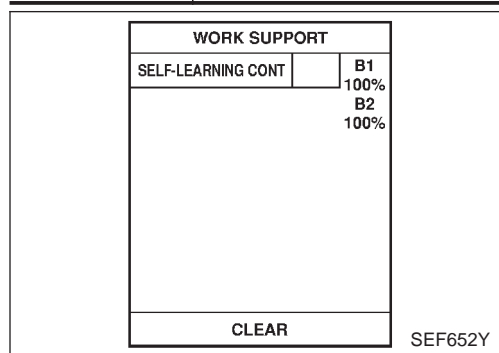 WORK SUPPORT
SELF-LEARNING CONT B1
100%
B2
100%
CLEAR
SEF652Y